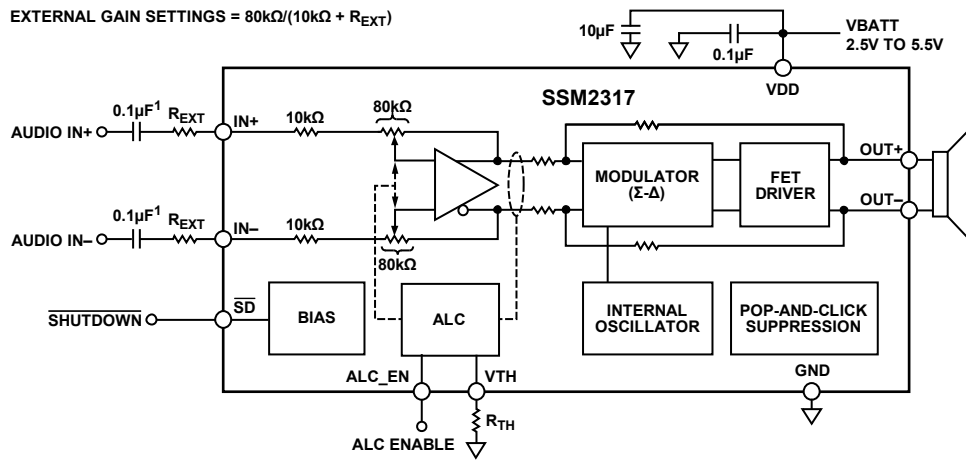 EXTERNAL GAIN SETTINGS = 80kΩ/(10kΩ + REXT)
10µF
0.1µF
VBATT
2.5V TO 5.5V
VDD
SSM2317
AUDIO IN+
0.1µF1
REXT
IN+
10kΩ
80kΩ
MODULATOR
(Σ-Δ)
FET
DRIVER
OUT+
OUT–
AUDIO IN–
0.1µF1
REXT
IN–
10kΩ
80kΩ
SHUTDOWN
SD
BIAS
ALC
INTERNAL
OSCILLATOR
POP-AND-CLICK
SUPPRESSION
ALC_EN
VTH
GND
RTH
ALC ENABLE